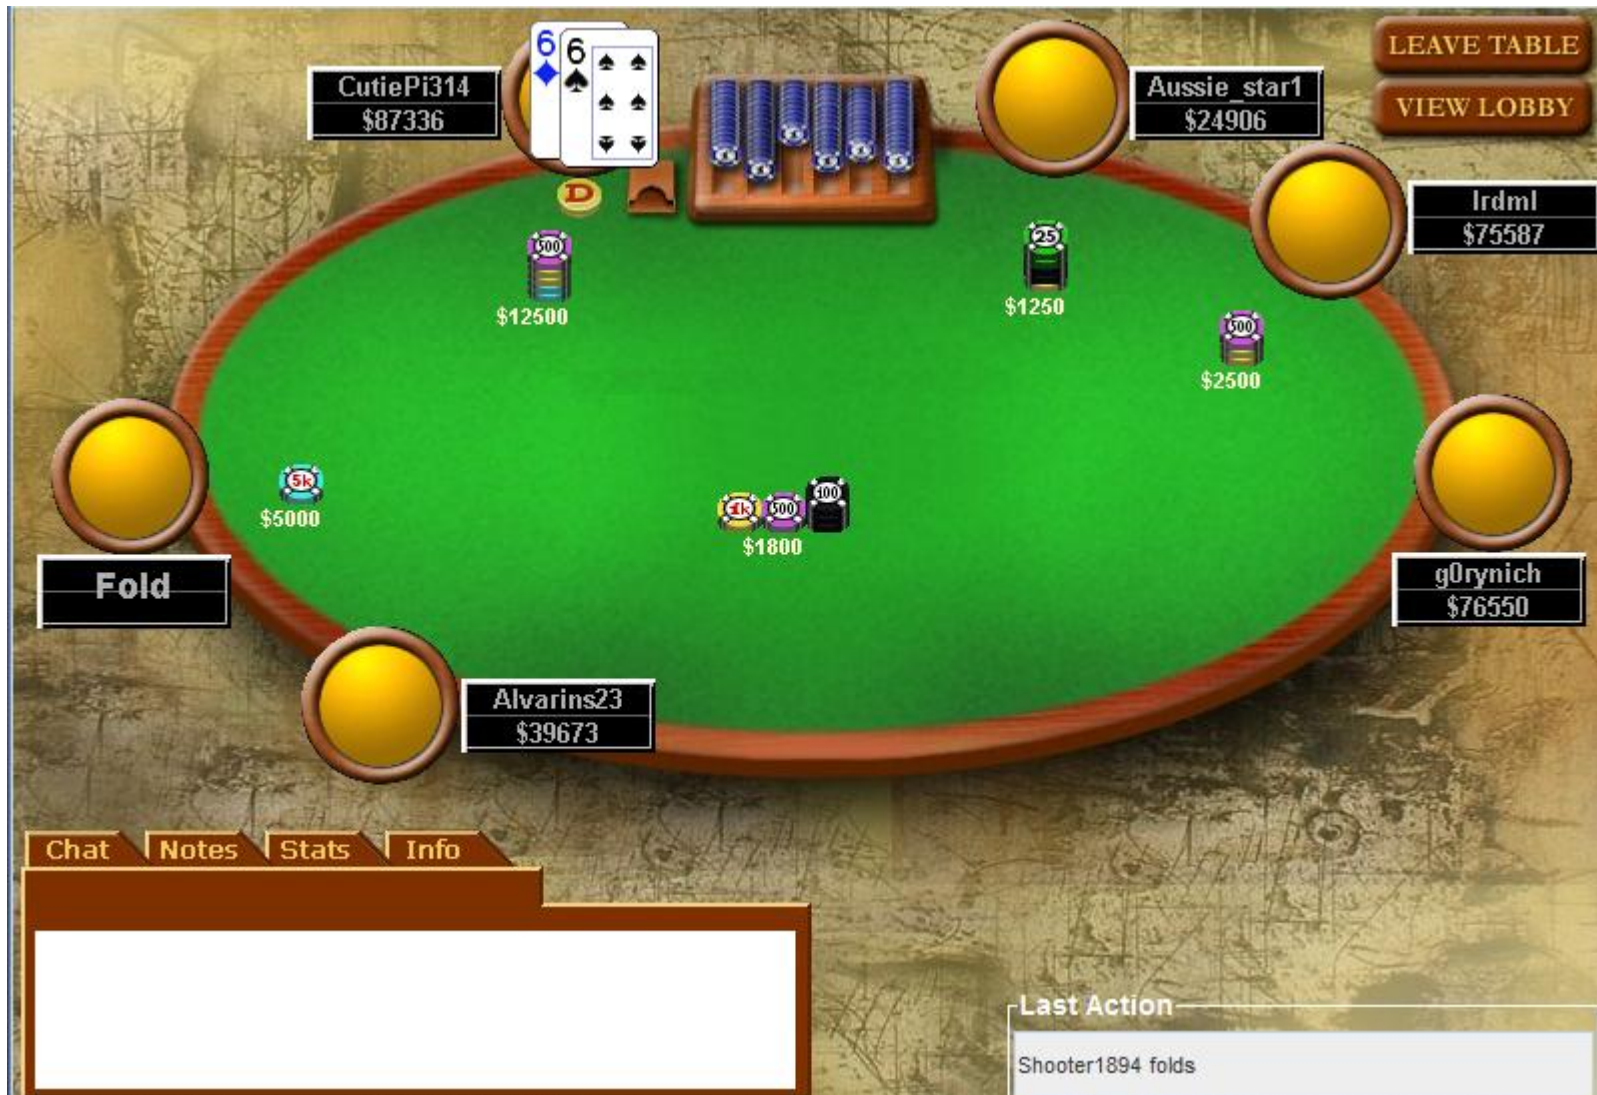 6
6
CutiePi314
$87336
Aussie_star1
$24906
LEAVE TABLE
VIEW LOBBY
lrdml
$75587
D
500
$12500
25
$1250
500
$2500
5k
$5000
1k
500
100
$1800
Fold
g0rynich
$76550
Alvarins23
$39673
Chat
Notes
Stats
Info
Last Action
Shooter1894 folds